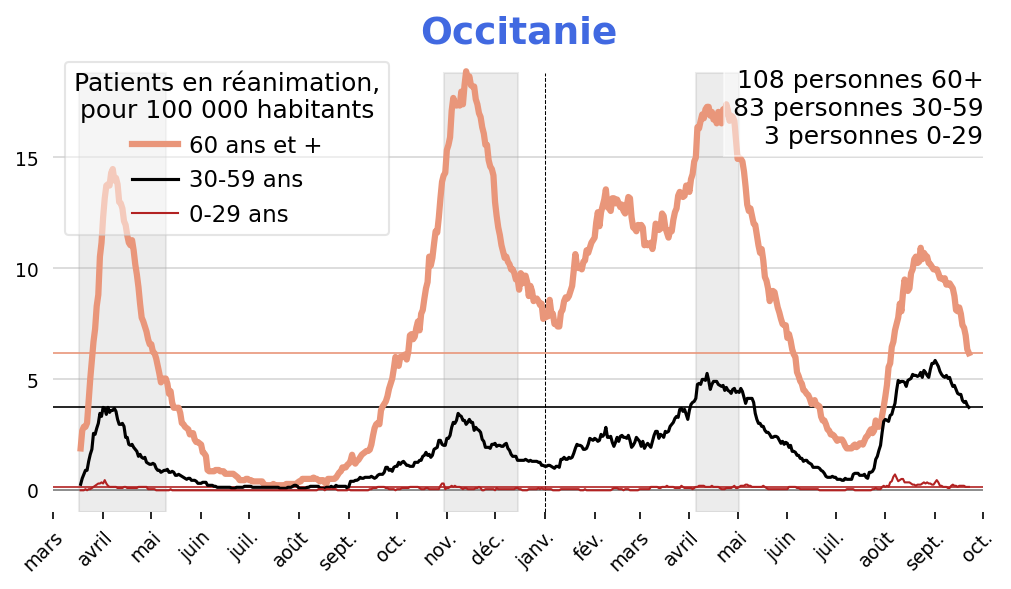 Occitanie
Patients en réanimation,
pour 100 000 habitants
60 ans et +
30-59 ans
0-29 ans
108 personnes 60+
83 personnes 30-59
3 personnes 0-29
15
10
5
0
mars avril mai juin juil. août sept. oct. nov. déc. janv. fév. mars avril mai juin juil. août sept. oct.